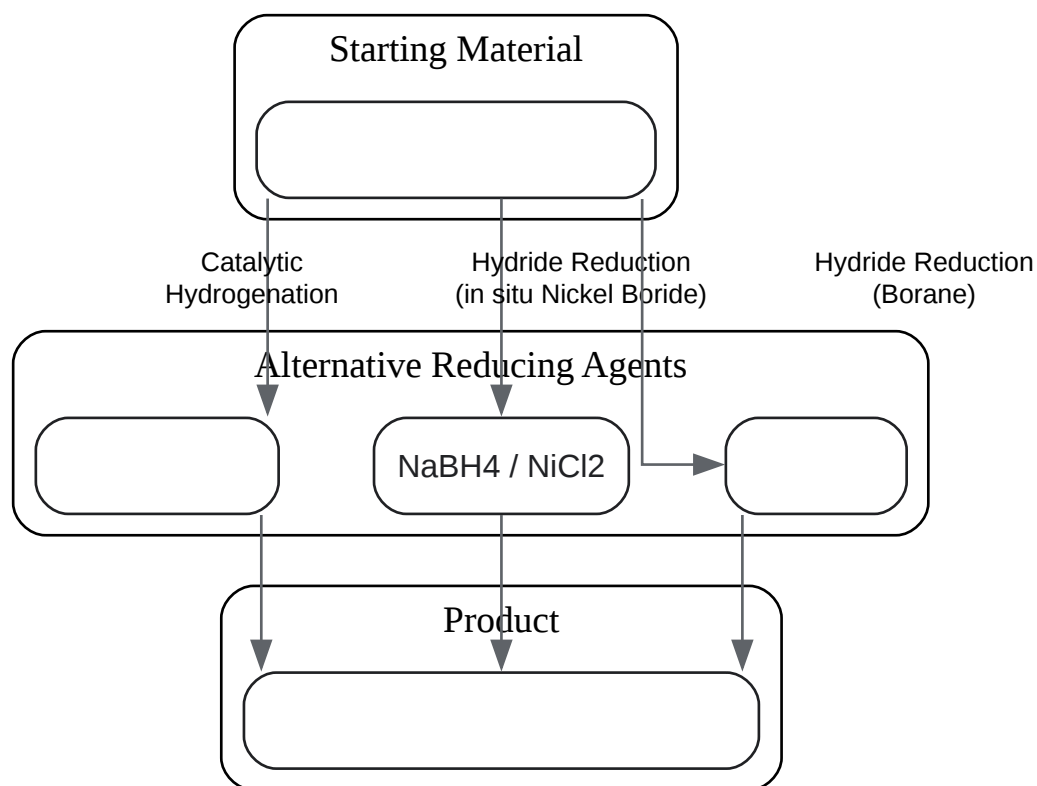 Starting Material
Catalytic
Hydrogenation
Hydride Reduction
(in situ Nickel Boride)
Hydride Reduction
(Borane)
Alternative Reducing Agents
NaBH4 / NiCl2
Product